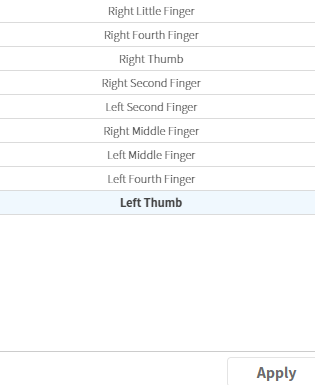 Right Little Finger
Right Fourth Finger
Right Thumb
Right Second Finger
Left Second Finger
Right Middle Finger
Left Middle Finger
Left Fourth Finger
Left Thumb
Apply